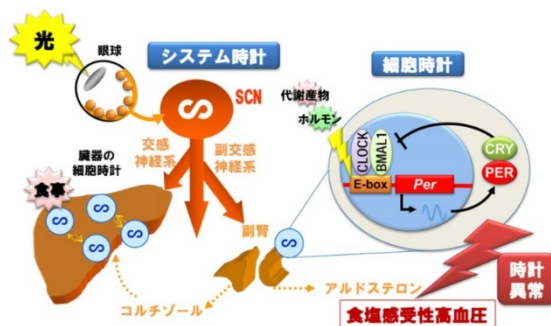 光
眼球
システム時計
SCN
交感
神経系
副交感
神経系
臓器の
細胞時計
食事
副腎
コルチゾール
アルドステロン
細胞時計
代謝産物
ホルモン
CLOCK
BMAL1
E-box
Per
CRY
PER
時計
異常
食塩感受性高血圧